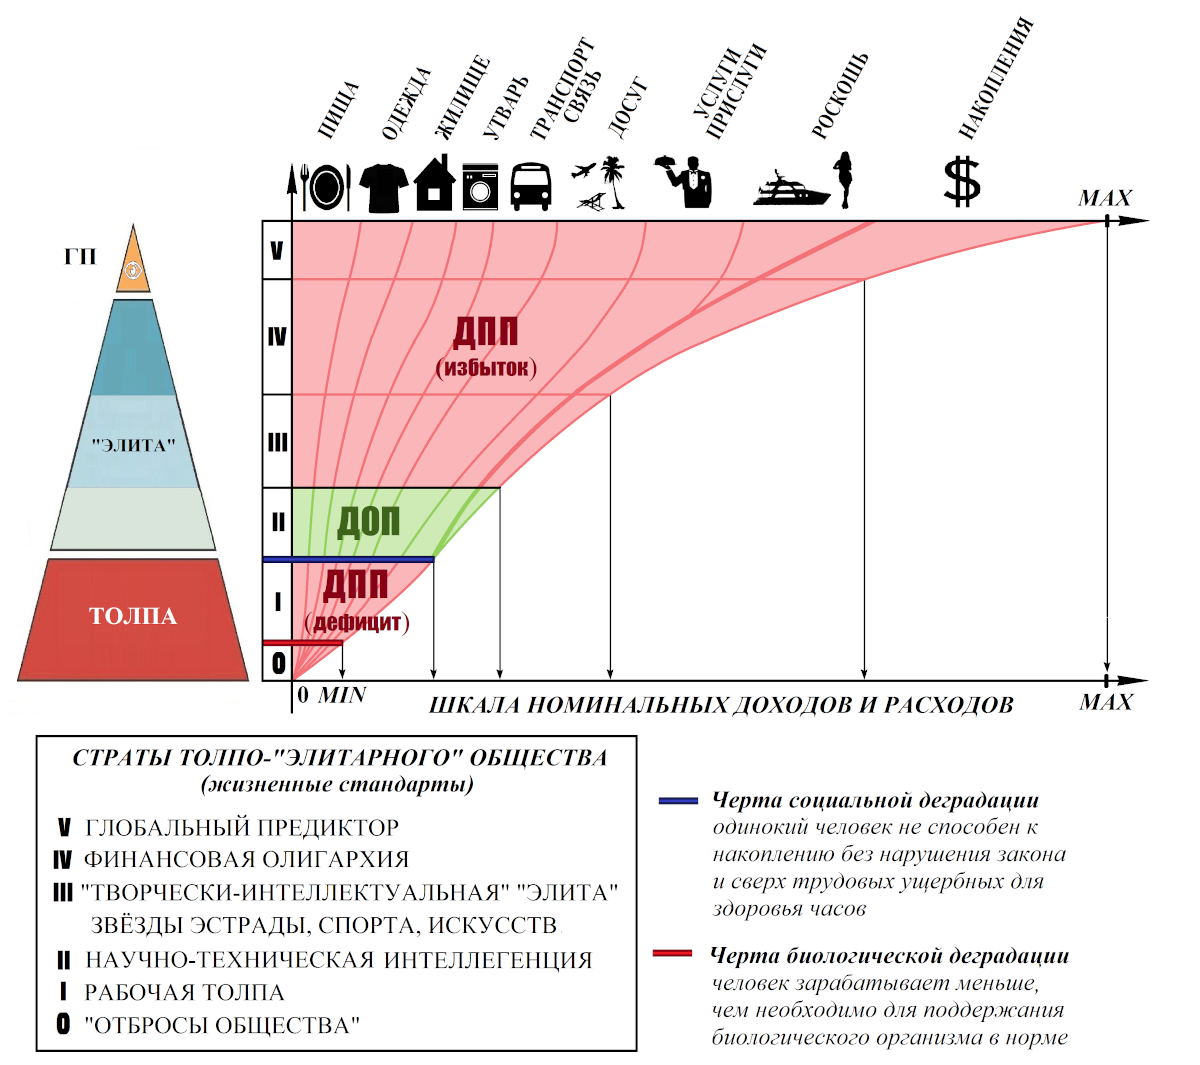 ПИЩА
ОДЕЖДА
ЖИЛИЩЕ
УТВАРЬ
ТРАНСПОРТ
СВЯЗЬ
ДОСУГ
УСЛУГИ
ПРИСЛУГИ
РОСКОШЬ
НАКОПЛЕНИЯ
$
MAX
ГП
V
IV
ДПП
(избыток)
"ЭЛИТА"
III
II
ДОП
I
ДПП
(дефицит)
ТОЛПА
0
0 MIN
ШКАЛА НОМИНАЛЬНЫХ ДОХОДОВ И РАСХОДОВ
MAX
СТРАТЫ ТОЛПО-"ЭЛИТАРНОГО" ОБЩЕСТВА
(жизненные стандарты)
V ГЛОБАЛЬНЫЙ ПРЕДИКТОР
IV ФИНАНСОВАЯ ОЛИГАРХИЯ
III "ТВОРЧЕСКИ-ИНТЕЛЛЕКТУАЛЬНАЯ" "ЭЛИТА"
ЗВЁЗДЫ ЭСТРАДЫ, СПОРТА, ИСКУССТВ
II НАУЧНО-ТЕХНИЧЕСКАЯ ИНТЕЛЛЕГЕНЦИЯ
I РАБОЧАЯ ТОЛПА
0 "ОТБРОСЫ ОБЩЕСТВА"
Черта социальной деградации
одинокий человек не способен к
накоплению без нарушения закона
и сверх трудовых ущербных для
здоровья часов
Черта биологической деградации
человек зарабатывает меньше,
чем необходимо для поддержания
биологического организма в норме